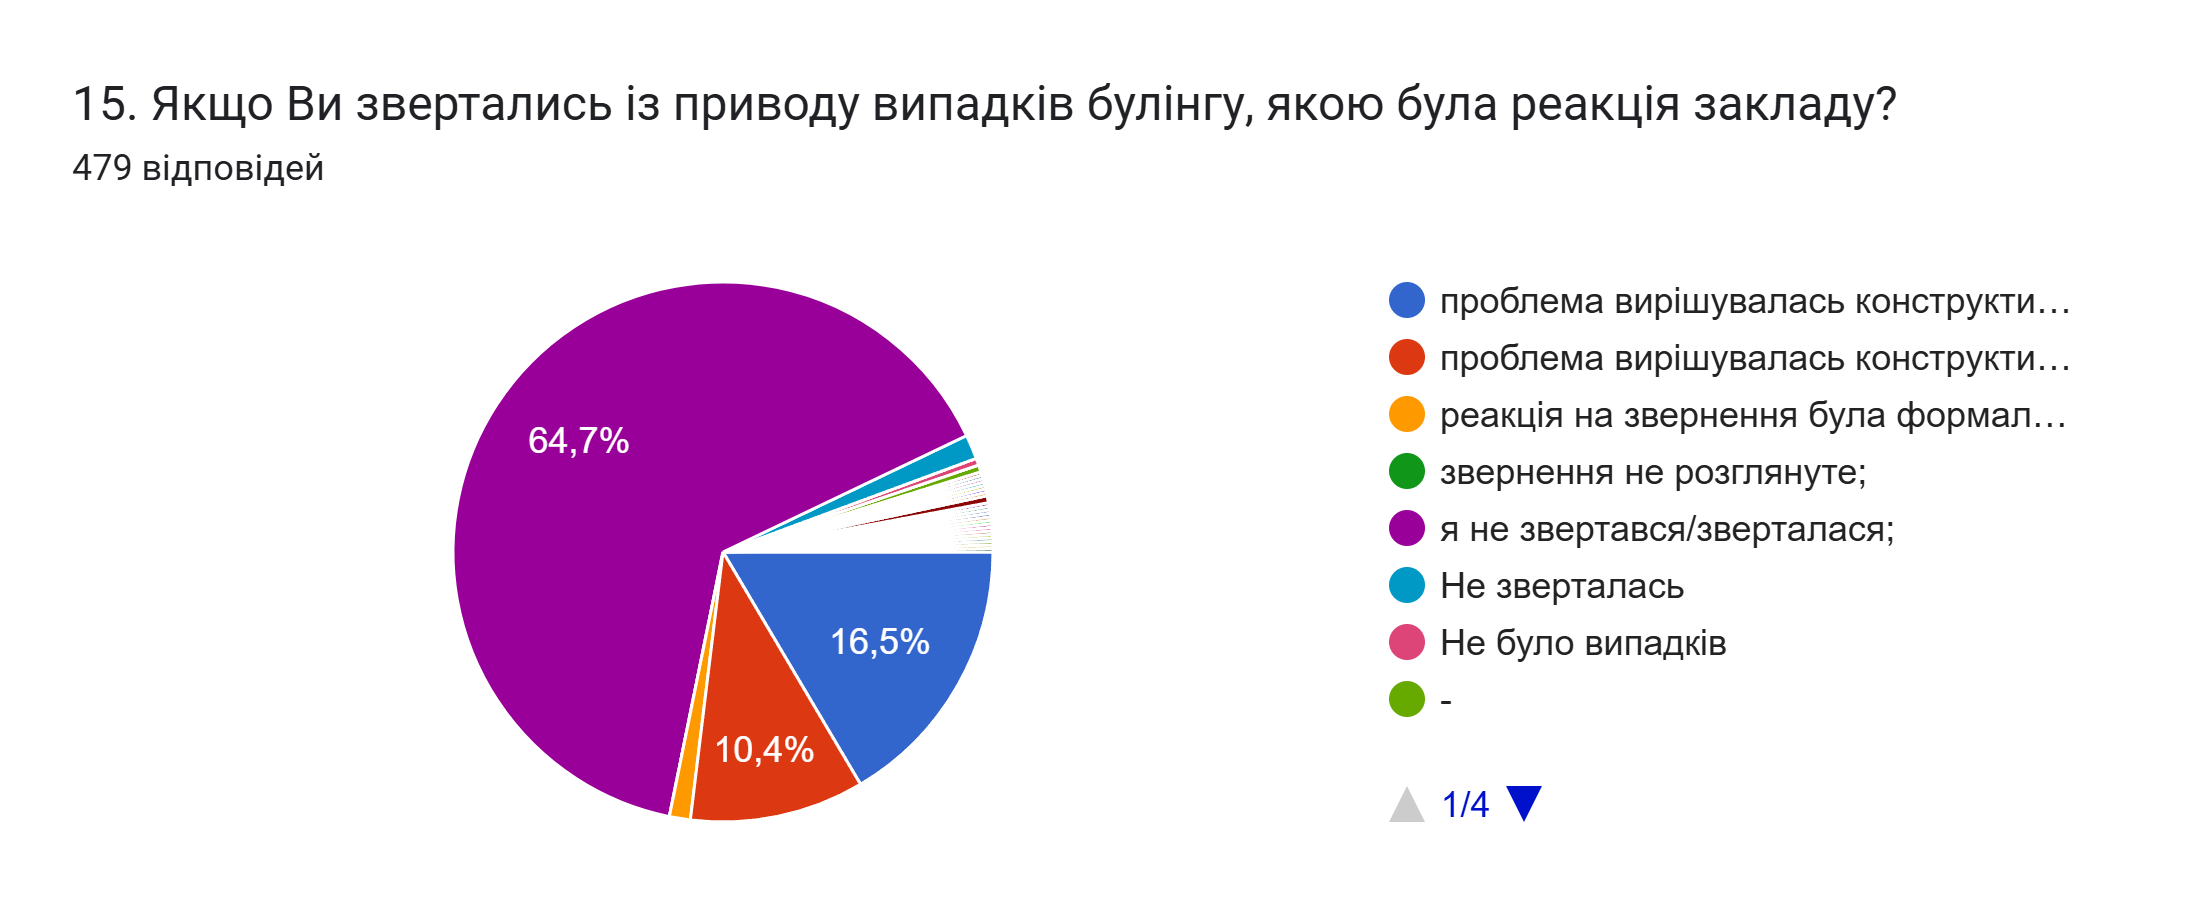 15. Якщо Ви звертались із приводу випадків булінгу, якою була реакція закладу?
479 відповідей
64,7%
16,5%
10,4%
проблема вирішувалась конструкти…
проблема вирішувалась конструкти…
реакція на звернення була формал…
звернення не розглянуте;
я не звертався/зверталася;
Не зверталась
Не було випадків
-
1/4